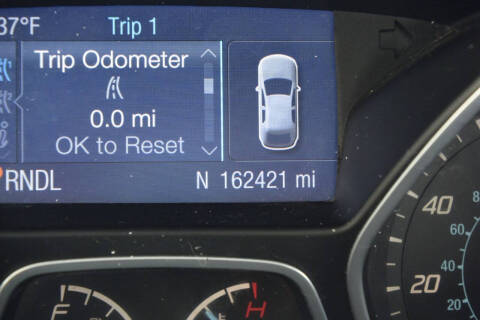 37°F Trip 1
Trip Odometer
0.0 mi
OK to Reset
RNDL N 162421 mi
40
80
60
20
40
20
F H